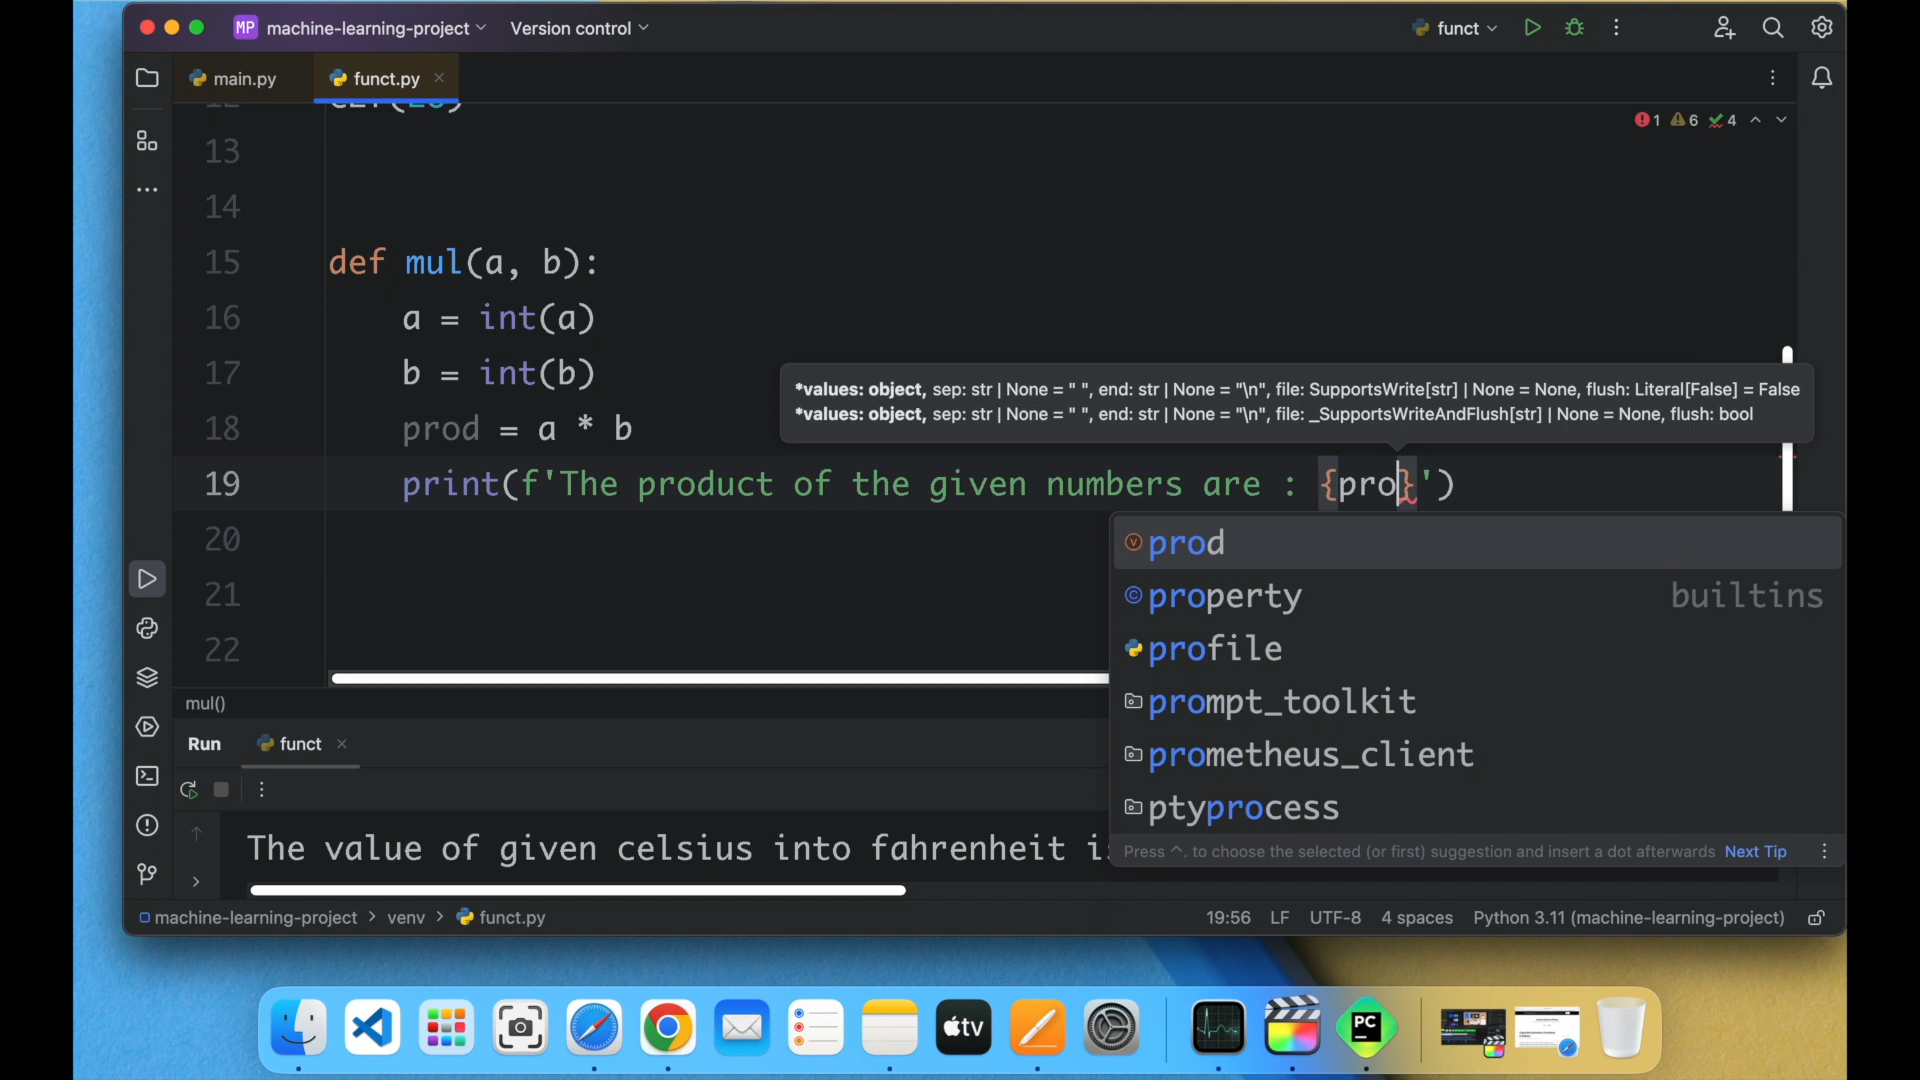 MP machine-learning-project Version control funct
main.py funct.py
1 6 4
13
14
15 def mul(a, b):
16 a = int(a)
17 b = int(b)
18 prod = a * b
19 print(f'The product of the given numbers are : {pro}')
20
21
22
*values: object, sep: str | None = " ", end: str | None = "\n", file: SupportsWrite[str] | None = None, flush: Literal[False] = False
*values: object, sep: str | None = " ", end: str | None = "\n", file: _SupportsWriteAndFlush[str] | None = None, flush: bool
prod
property builtins
profile
prompt_toolkit
prometheus_client
ptyprocess
Press ^. to choose the selected (or first) suggestion and insert a dot afterwards Next Tip
mul()
Run funct
The value of given celsius into fahrenheit
machine-learning-project > venv > funct.py 19:56 LF UTF-8 4 spaces Python 3.11 (machine-learning-project)
tv PC